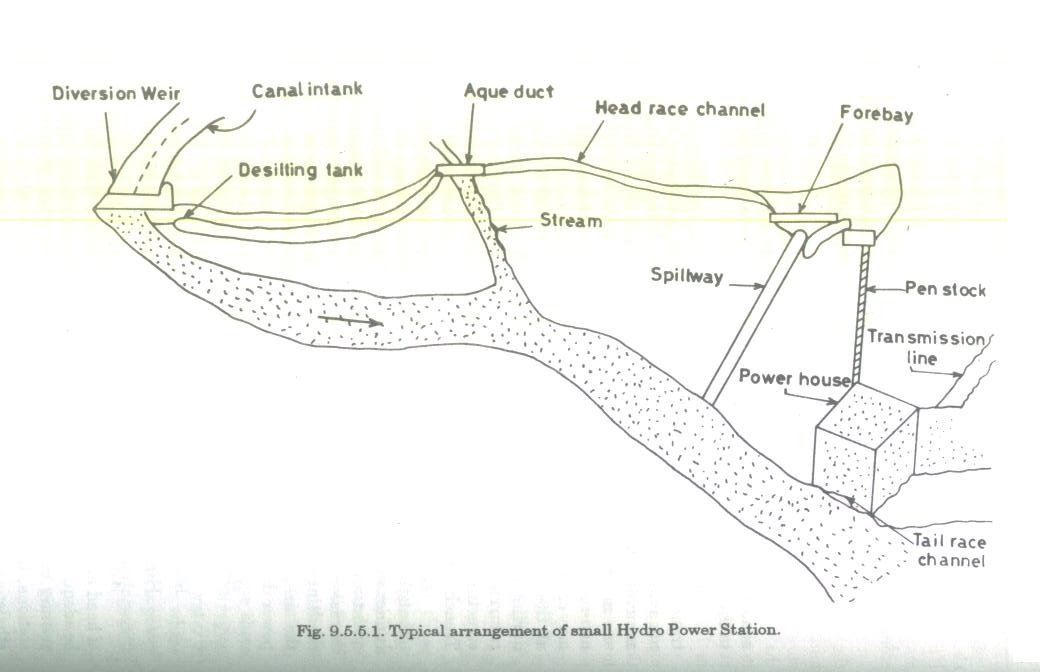 Diversion Weir
Canal intank
Aque duct
Head race channel
Forebay
Desilting tank
Stream
Spillway
Pen stock
Transmission
line
Power house
Tail race
channel
Fig. 9.5.5.1. Typical arrangement of small Hydro Power Station.